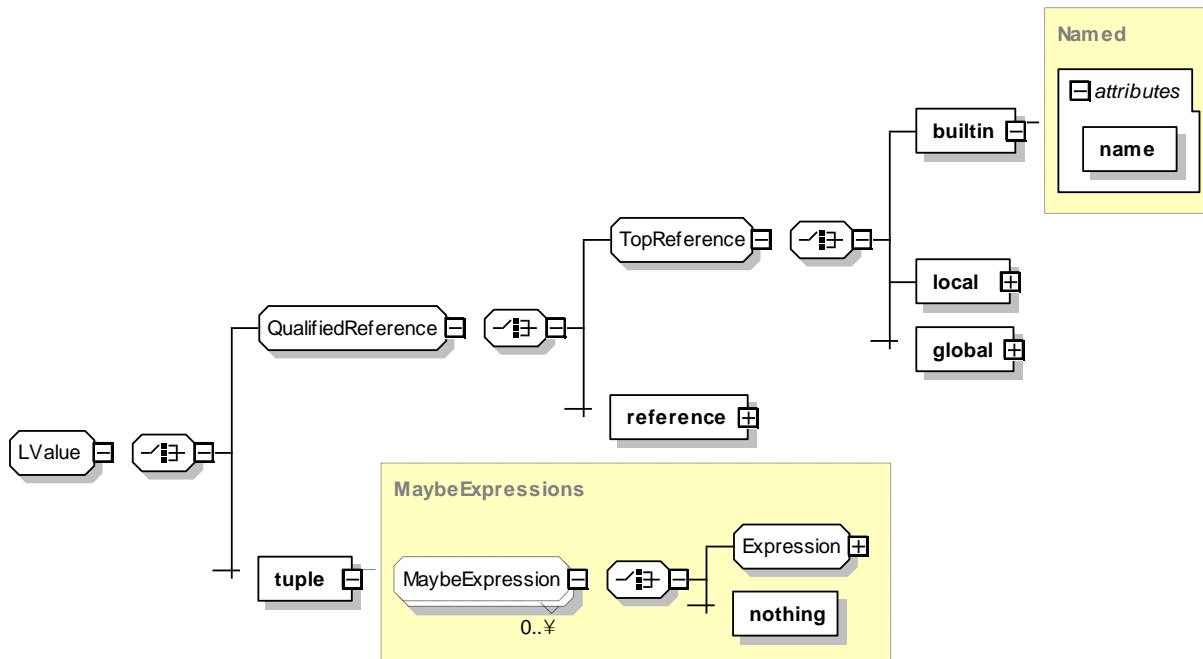 Named
attributes
builtin
name
TopReference
local
QualifiedReference
global
reference
LValue
MaybeExpressions
Expression
tuple
MaybeExpression
nothing
0..¥